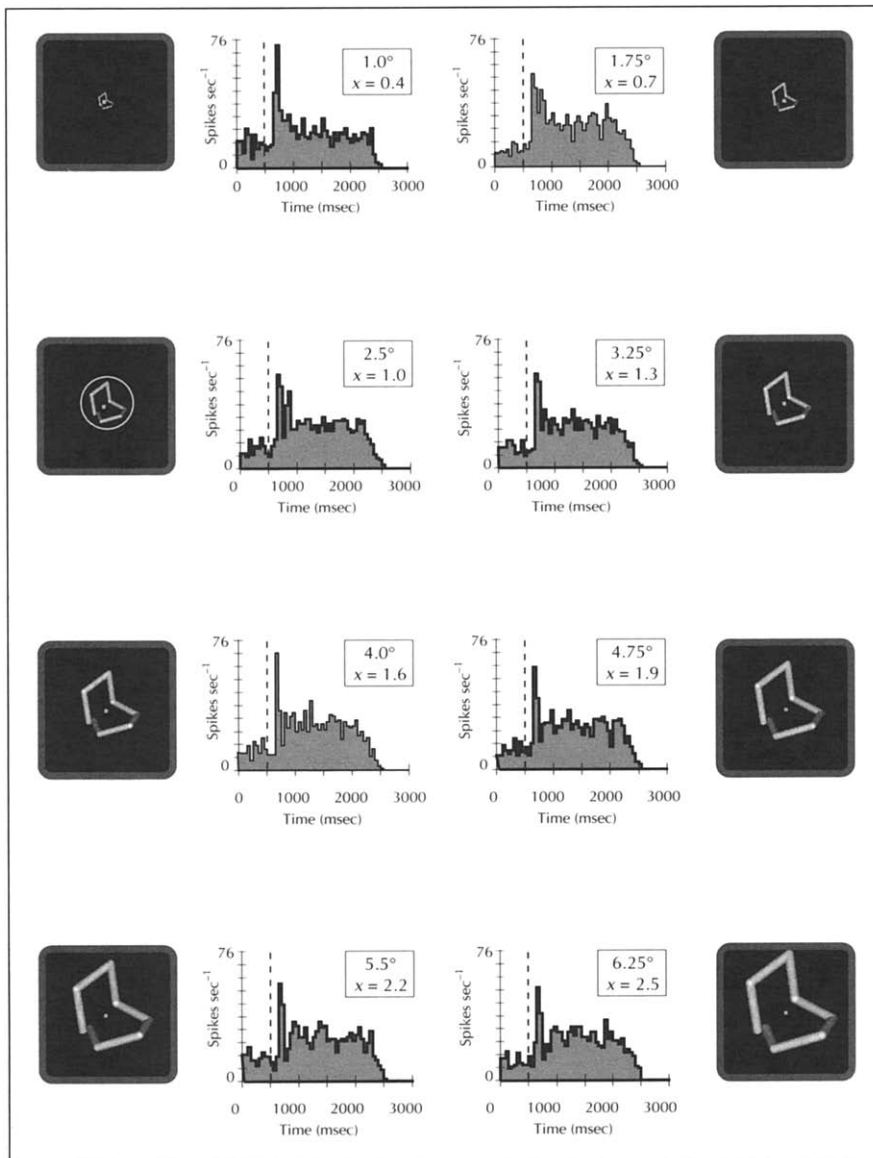 76
Spikes sec⁻¹
0
1.0°
x = 0.4
0 1000 2000 3000
Time (msec)
76
Spikes sec⁻¹
0
1.75°
x = 0.7
0 1000 2000 3000
Time (msec)
76
Spikes sec⁻¹
0
2.5°
x = 1.0
0 1000 2000 3000
Time (msec)
76
Spikes sec⁻¹
0
3.25°
x = 1.3
0 1000 2000 3000
Time (msec)
76
Spikes sec⁻¹
0
4.0°
x = 1.6
0 1000 2000 3000
Time (msec)
76
Spikes sec⁻¹
0
4.75°
x = 1.9
0 1000 2000 3000
Time (msec)
76
Spikes sec⁻¹
0
5.5°
x = 2.2
0 1000 2000 3000
Time (msec)
76
Spikes sec⁻¹
0
6.25°
x = 2.5
0 1000 2000 3000
Time (msec)